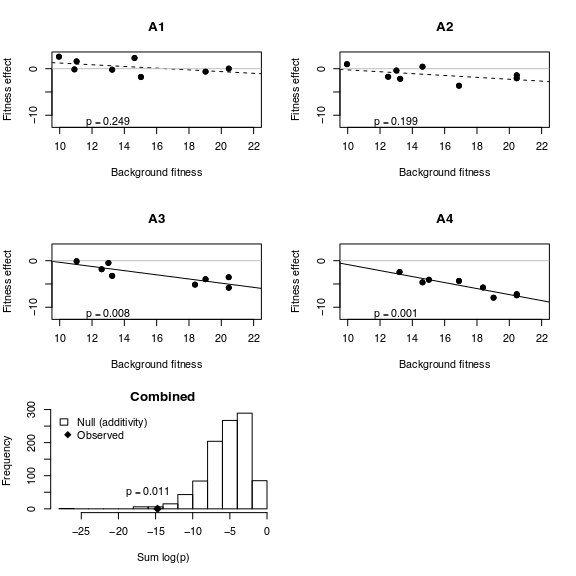 A1
Fitness effect
0
−10
p = 0.249
10 12 14 16 18 20 22
Background fitness
A2
Fitness effect
0
−10
p = 0.199
10 12 14 16 18 20 22
Background fitness
A3
Fitness effect
0
−10
p = 0.008
10 12 14 16 18 20 22
Background fitness
A4
Fitness effect
0
−10
p = 0.001
10 12 14 16 18 20 22
Background fitness
Combined
Frequency
300
100
0
Null (additivity)
Observed
p = 0.011
−25 −20 −15 −10 −5 0
Sum log(p)